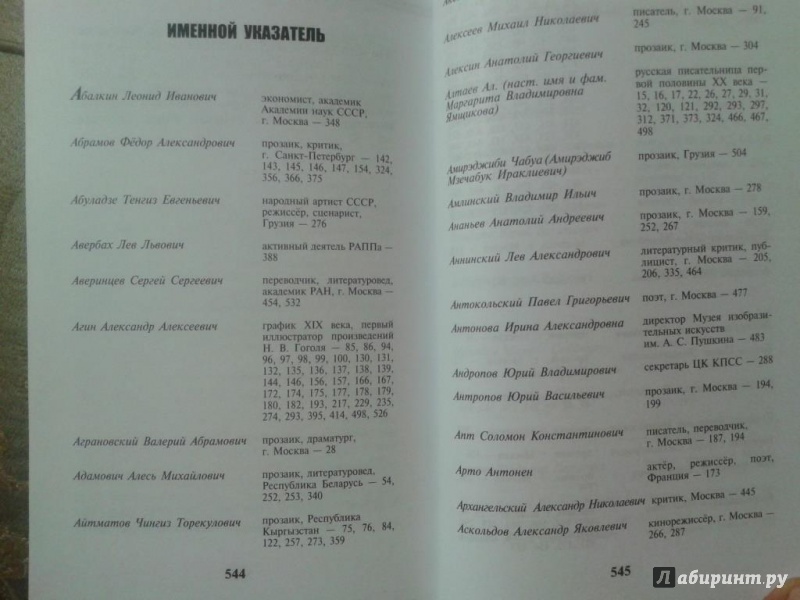 ИМЕННОЙ УКАЗАТЕЛЬ
Абалкин Леонид Иванович
экономист, академик
Академии наук СССР,
г. Москва – 348
Абрамов Фёдор Александрович
прозаик, критик,
г. Санкт-Петербург – 142,
143, 145, 146, 147, 154, 324,
356, 366, 375
Абуладзе Тенгиз Евгеньевич
народный артист СССР,
режиссёр, сценарист,
Грузия – 276
Авербах Лев Львович
активный деятель РАППа –
388
Аверинцев Сергей Сергеевич
переводчик, литературовед,
академик РАН, г. Москва –
454, 532
Агин Александр Алексеевич
график XIX века, первый
иллюстратор произведений
Н. В. Гоголя – 85, 86, 94,
96, 97, 98, 99, 100, 130, 131,
132, 135, 136, 137, 138, 139,
144, 146, 156, 157, 166, 167,
172, 174, 175, 177, 178, 179,
180, 182, 193, 217, 229, 235,
274, 293, 395, 414, 498, 526
Аграновский Валерий Абрамович
прозаик, драматург,
г. Москва – 28
Адамович Алесь Михайлович
прозаик, литературовед,
Республика Беларусь – 54,
252, 253, 340
Айтматов Чингиз Торекулович
прозаик, Республика
Кыргызстан – 75, 76, 84,
122, 257, 273, 359
544
Алексеев Михаил Николаевич
писатель, г. Москва – 91,
245
Алексин Анатолий Георгиевич
прозаик, г. Москва – 304
Алтаев Ал. (наст. имя и фам.
Маргарита Владимировна
Ямщикова)
русская писательница пер-
вой половины XX века –
15, 16, 17, 22, 26, 27, 29, 31,
32, 120, 121, 292, 293, 297,
312, 371, 373, 324, 466, 467,
498
Амирэджиби Чабуа (Амирэджиб
Мзечабук Ираклиевич)
прозаик, Грузия – 504
Амлинский Владимир Ильич
прозаик, г. Москва – 278
Ананьев Анатолий Андреевич
прозаик, г. Москва – 159,
252, 267
Аннинский Лев Александрович
литературный критик, пуб-
лицист, г. Москва – 205,
206, 335, 464
Антокольский Павел Григорьевич
поэт, г. Москва – 477
Антонова Ирина Александровна
директор Музея изобрази-
тельных искусств
им. А. С. Пушкина – 483
Андропов Юрий Владимирович
секретарь ЦК КПСС – 288
Антропов Юрий Васильевич
прозаик, г. Москва – 194,
199
Апт Соломон Константинович
писатель, переводчик,
г. Москва – 187, 194
Арто Антонен
актёр, режиссёр, поэт,
Франция – 173
Архангельский Александр Николаевич
критик, Москва – 445
Аскольдов Александр Яковлевич
кинорежиссёр, г. Москва –
266, 287
545
Лабиринт.ру